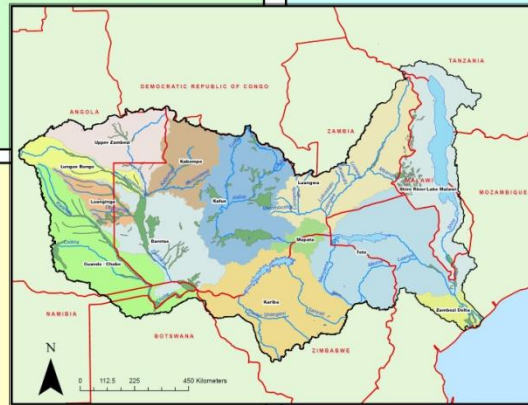 TANZANIA
DEMOCRATIC REPUBLIC OF CONGO
ANGOLA
ZAMBIA
Upper Zambezi
Kabompo
Lungue Bungo
Luangwa
MALAWI
Shire River/Lake Malawi
MOZAMBIQUE
Luanginga
Kafue
Barotse
Mupata
Cuando - Chobe
Tete
Kariba
Zambezi Delta
NAMIBIA
BOTSWANA
ZIMBABWE
N
0 112.5 225 450 Kilometers